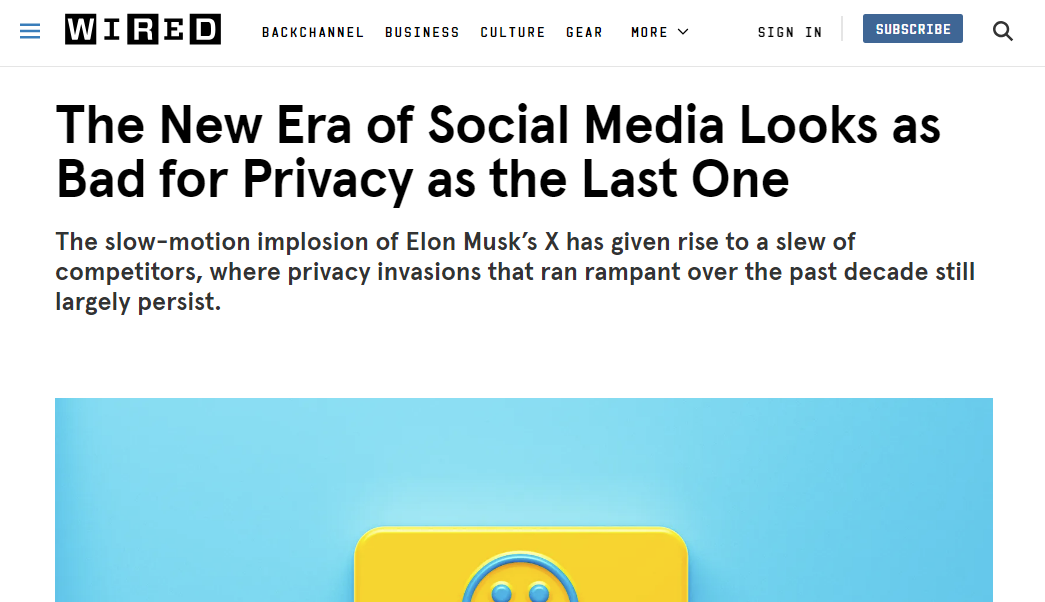 WIRED BACKCHANNEL BUSINESS CULTURE GEAR MORE SIGN IN SUBSCRIBE
The New Era of Social Media Looks as
Bad for Privacy as the Last One
The slow-motion implosion of Elon Musk’s X has given rise to a slew of
competitors, where privacy invasions that ran rampant over the past decade still
largely persist.